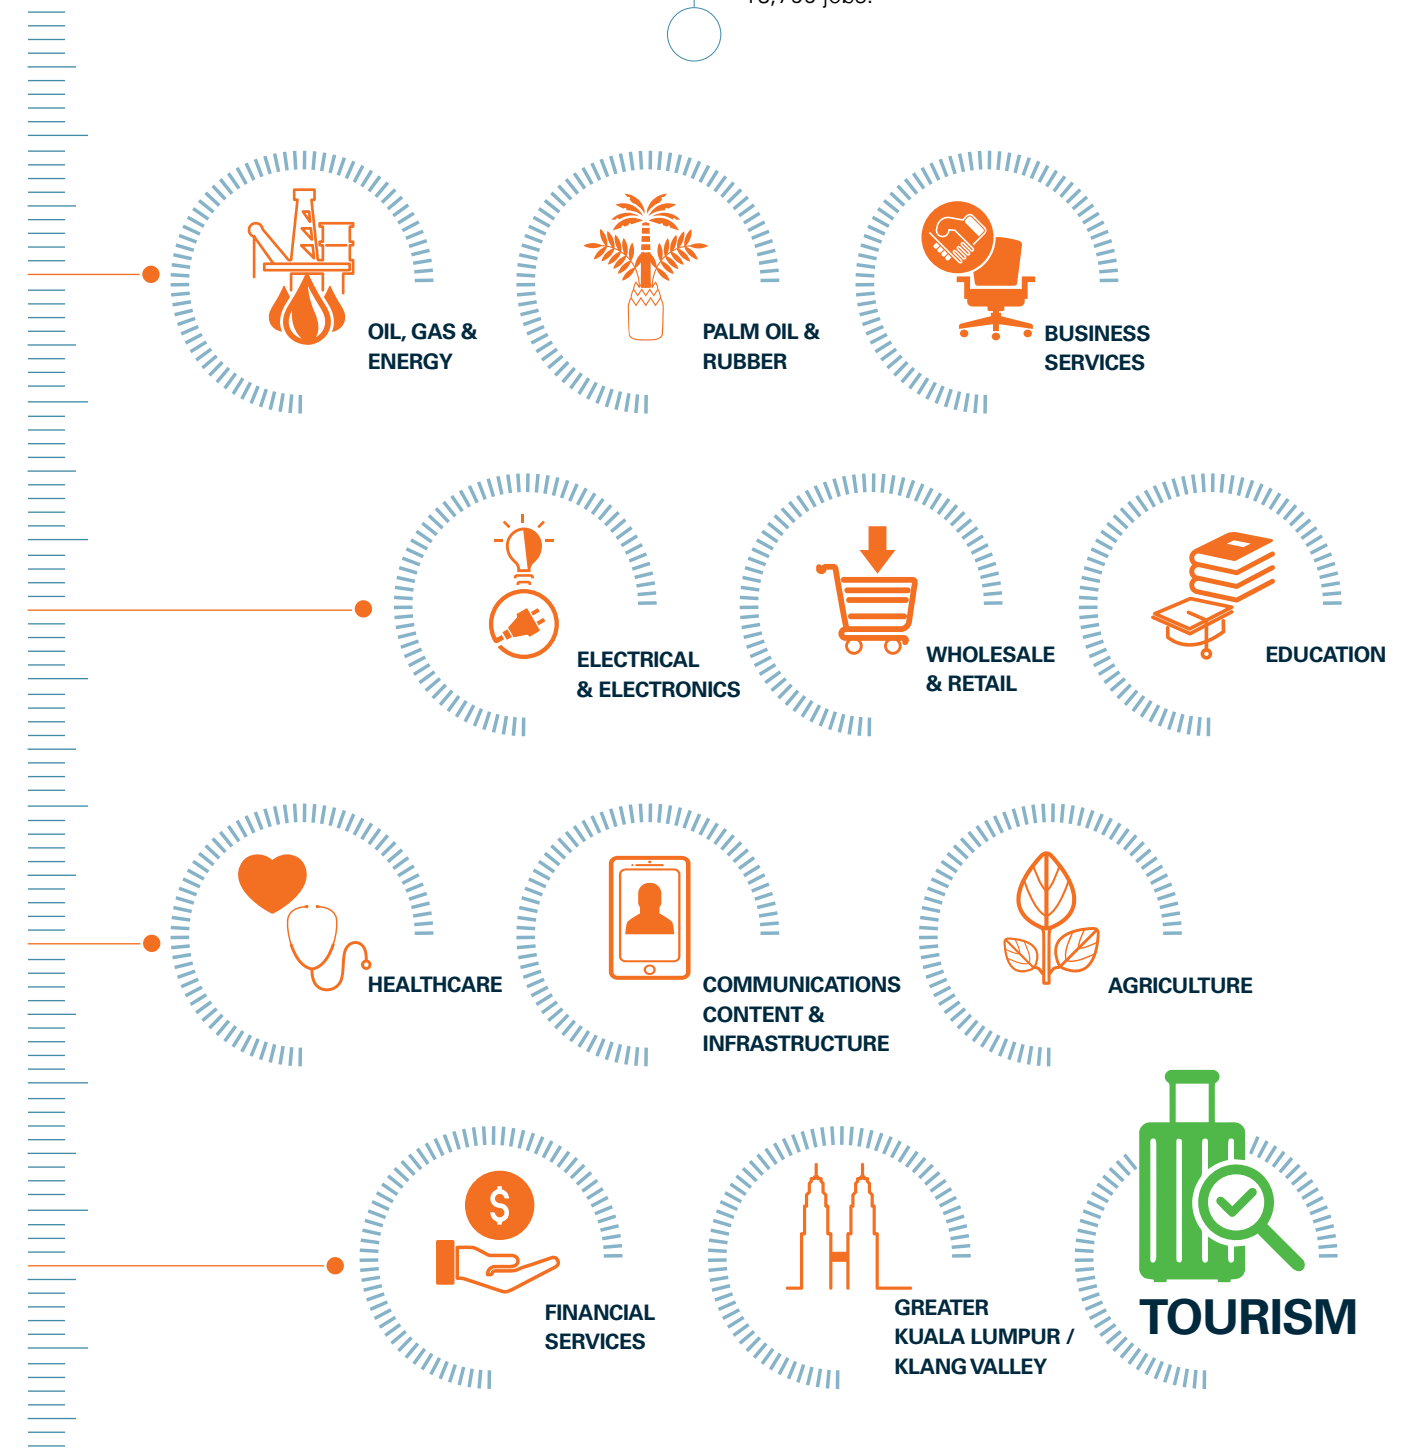 jobs.
OIL, GAS &
ENERGY
PALM OIL &
RUBBER
BUSINESS
SERVICES
ELECTRICAL
& ELECTRONICS
WHOLESALE
& RETAIL
EDUCATION
HEALTHCARE
COMMUNICATIONS
CONTENT &
INFRASTRUCTURE
AGRICULTURE
$
FINANCIAL
SERVICES
GREATER
KUALA LUMPUR /
KLANG VALLEY
TOURISM